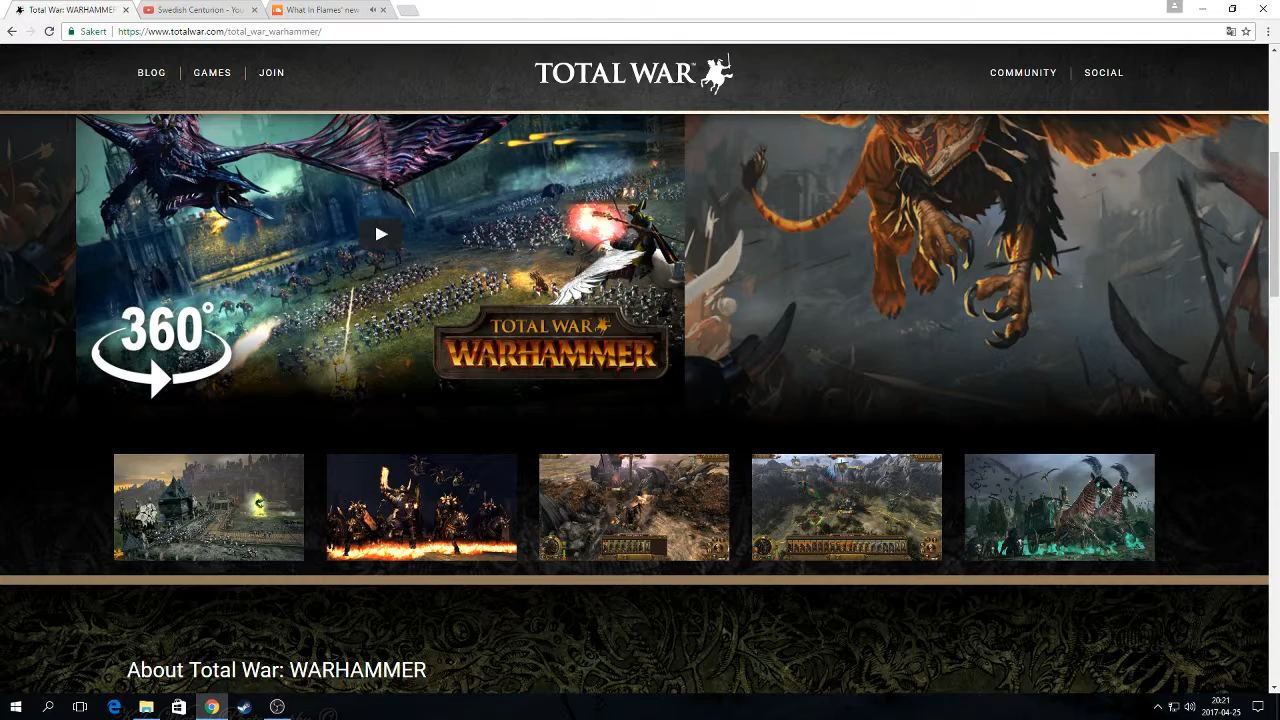 Total War: WARHAMMER
Swedish Centurion - You
What In Flames' new
Säkert
https://www.totalwar.com/total_war_warhammer/
BLOG
GAMES
JOIN
TOTAL WAR™
COMMUNITY
SOCIAL
360°
TOTAL WAR
WARHAMMER
About Total War: WARHAMMER
20:21
2017-04-25